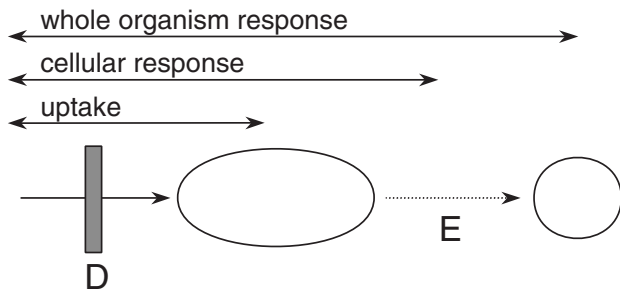 whole organism response
cellular response
uptake
D
E